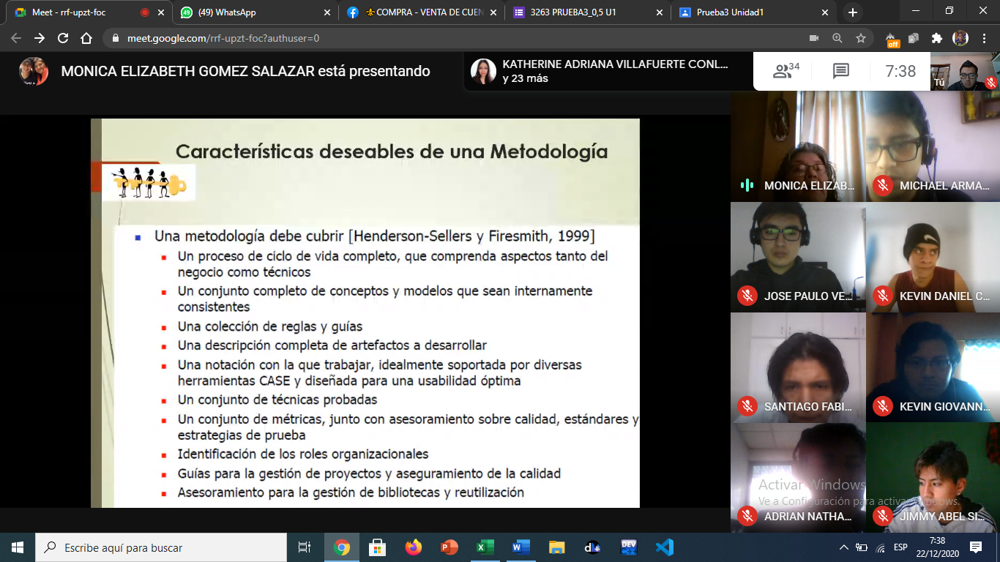 Meet - rrf-upzt-foc
(49) WhatsApp
COMPRA - VENTA DE CUEN
3263 PRUEBA3_0,5 U1
Prueba3 Unidad1
meet.google.com/rrf-upzt-foc?authuser=0
off
MONICA ELIZABETH GOMEZ SALAZAR está presentando
KATHERINE ADRIANA VILLAFUERTE CONL...
y 23 más
34
7:38
Tú
Características deseables de una Metodología
Una metodología debe cubrir [Henderson-Sellers y Firesmith, 1999]
Un proceso de ciclo de vida completo, que comprenda aspectos tanto del
negocio como técnicos
Un conjunto completo de conceptos y modelos que sean internamente
consistentes
Una colección de reglas y guías
Una descripción completa de artefactos a desarrollar
Una notación con la que trabajar, idealmente soportada por diversas
herramientas CASE y diseñada para una usabilidad óptima
Un conjunto de técnicas probadas
Un conjunto de métricas, junto con asesoramiento sobre calidad, estándares y
estrategias de prueba
Identificación de los roles organizacionales
Guías para la gestión de proyectos y aseguramiento de la calidad
Asesoramiento para la gestión de bibliotecas y reutilización
MONICA ELIZAB...
MICHAEL ARMA...
JOSE PAULO VE...
KEVIN DANIEL C...
SANTIAGO FABI...
KEVIN GIOVANN...
ADRIAN NATHA...
JIMMY ABEL SI...
Activar Windows
Ve a Configuración para activar Windows.
Escribe aquí para buscar
DEV
ESP
7:38
22/12/2020